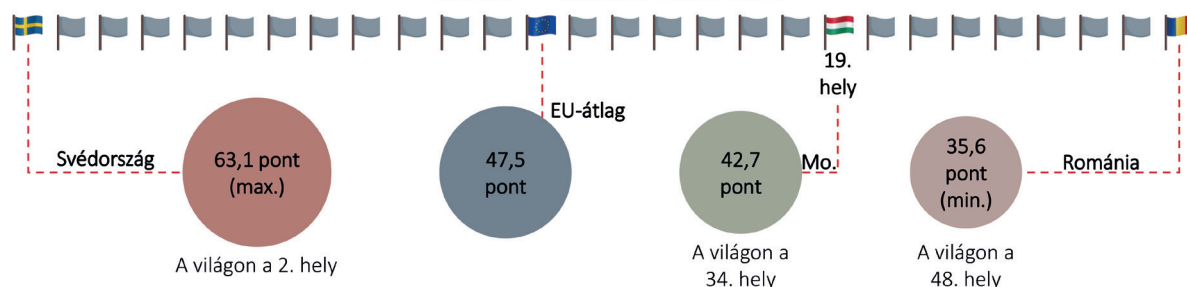 19.
hely
EU-átlag
Svédország
63,1 pont
(max.)
47,5
pont
42,7
pont
Mo.
35,6
pont
(min.)
Románia
A világon a 2. hely
A világon a
34. hely
A világon a
48. hely